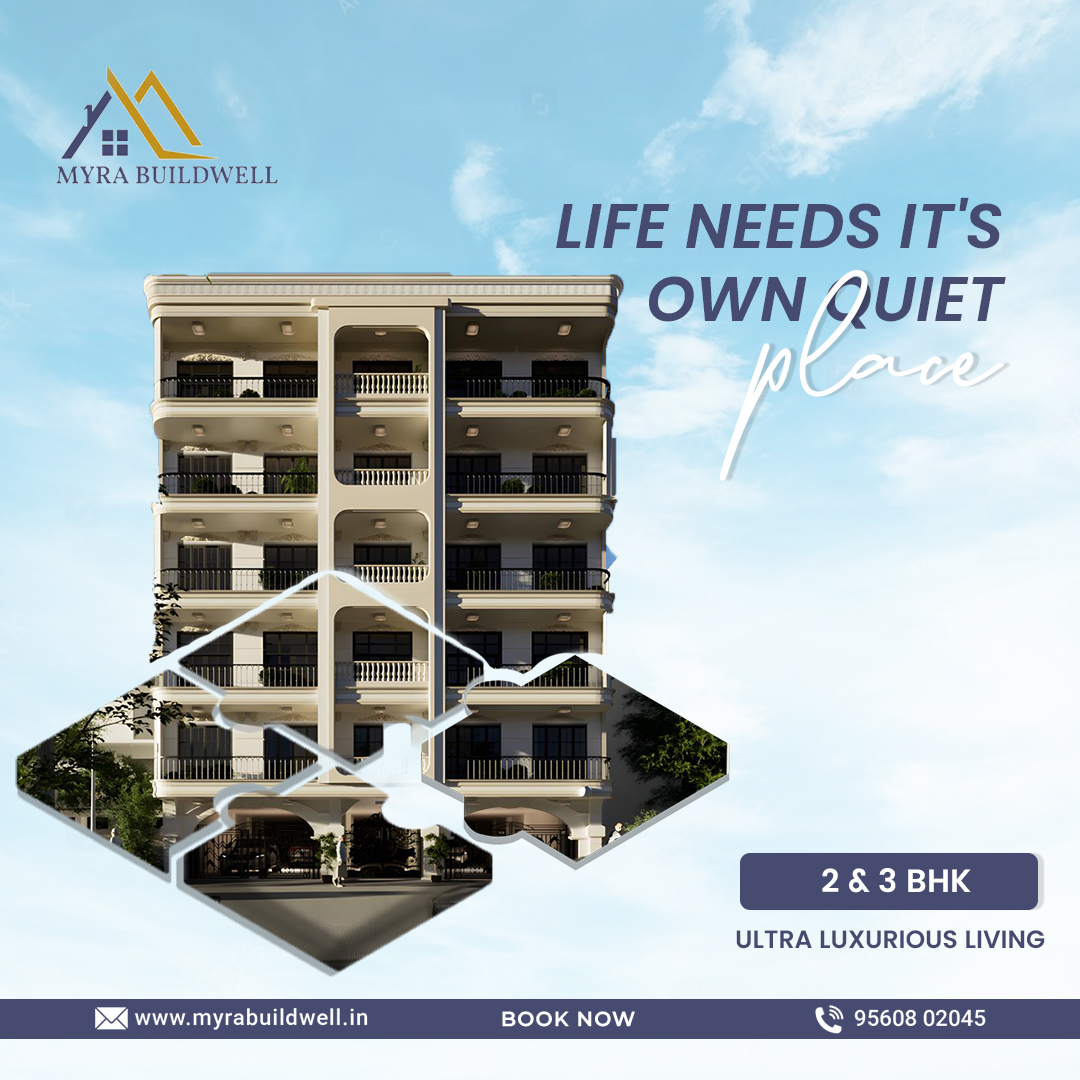 MYRA BUILDWELL
LIFE NEEDS IT'S
OWN QUIET
place
2 & 3 BHK
ULTRA LUXURIOUS LIVING
www.myrabuildwell.in
BOOK NOW
95608 02045